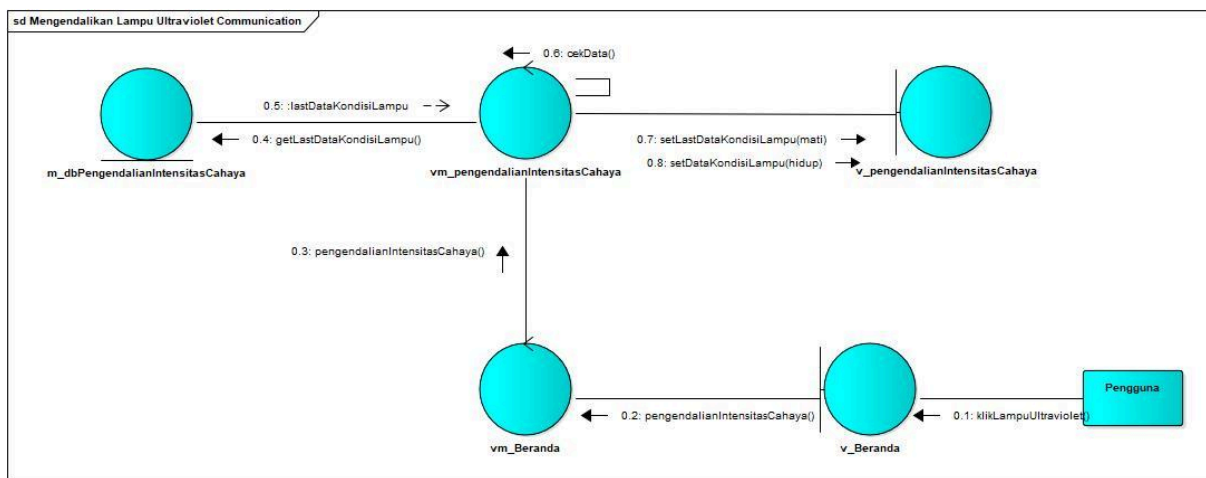 sd Mengendalikan Lampu Ultraviolet Communication
0.6: cekData()
0.5: :lastDataKondisiLampu
0.4: getLastDataKondisiLampu()
0.7: setLastDataKondisiLampu(mati)
0.8: setDataKondisiLampu(hidup)
m_dbPengendalianIntensitasCahaya
vm_pengendalianIntensitasCahaya
v_pengendalianIntensitasCahaya
0.3: pengendalianIntensitasCahaya()
Pengguna
0.2: pengendalianIntensitasCahaya()
0.1: klikLampuUltraviolet()
vm_Beranda
v_Beranda